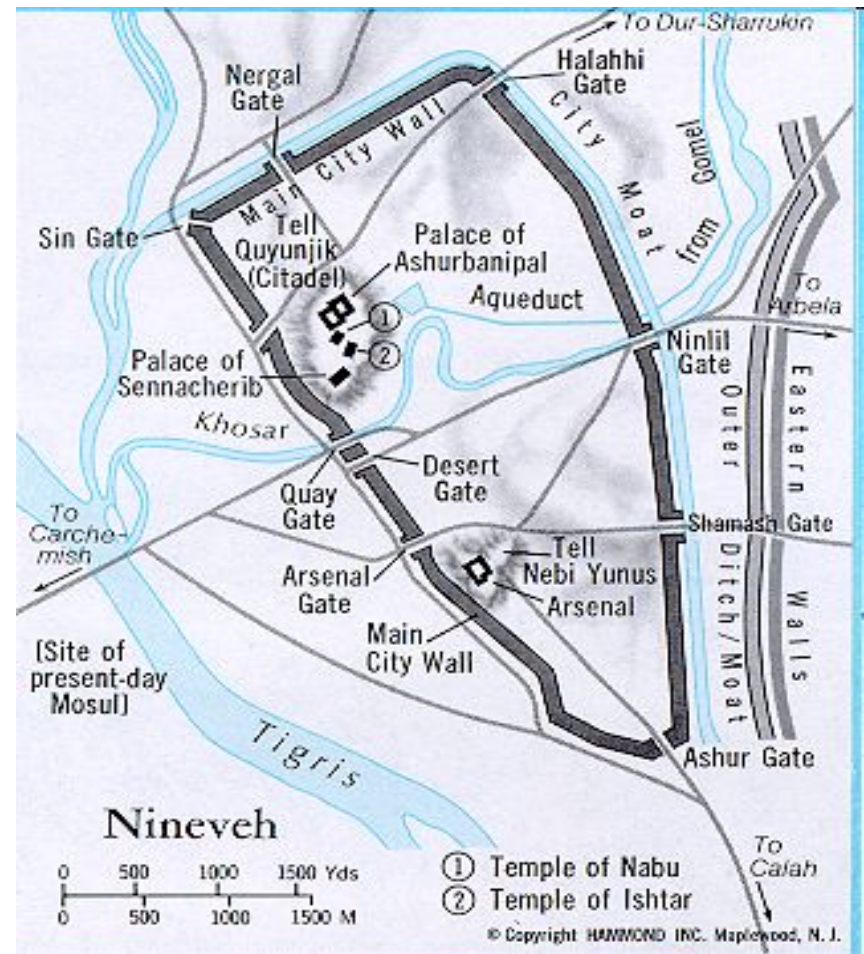 To Dur-Sharrukin
Halahhi
Gate
Nergal
Gate
Main City Wall
City Moat
from Gomel
Sin Gate
Tell
Quyunjik
(Citadel)
Palace of
Ashurbanipal
Aqueduct
①
②
To
Arbela
Palace of
Sennacherib
Ninlil
Gate
Khosar
Outer Ditch/Moat
Eastern Walls
Desert
Gate
Quay
Gate
To
Carche-
mish
Shamash Gate
Tell
Nebi Yunus
Arsenal
Arsenal
Gate
Main
City Wall
[Site of
present-day
Mosul]
Tigris
Ashur Gate
Nineveh
To
Calah
0 500 1000 1500 Yds
0 500 1000 1500 M
① Temple of Nabu
② Temple of Ishtar
© Copyright HAMMOND INC. Maplewood, N. J.